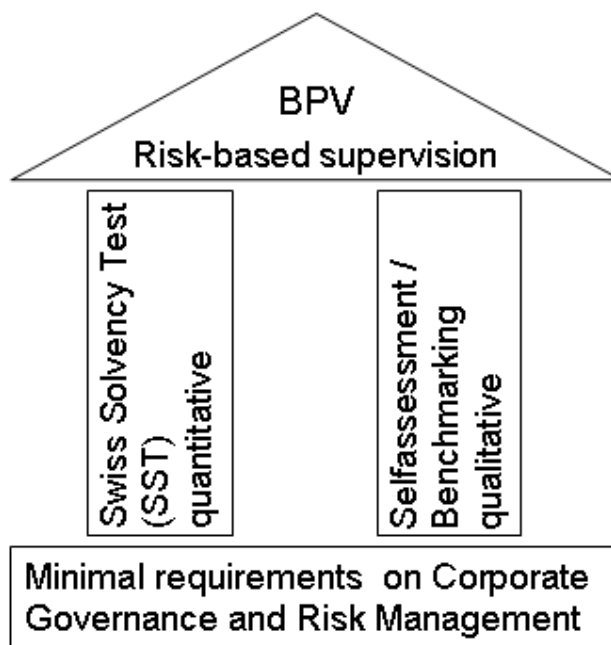 BPV
Risk-based supervision
Swiss Solvency Test
(SST)
quantitative
Selfassessment /
Benchmarking
qualitative
Minimal requirements on Corporate
Governance and Risk Management